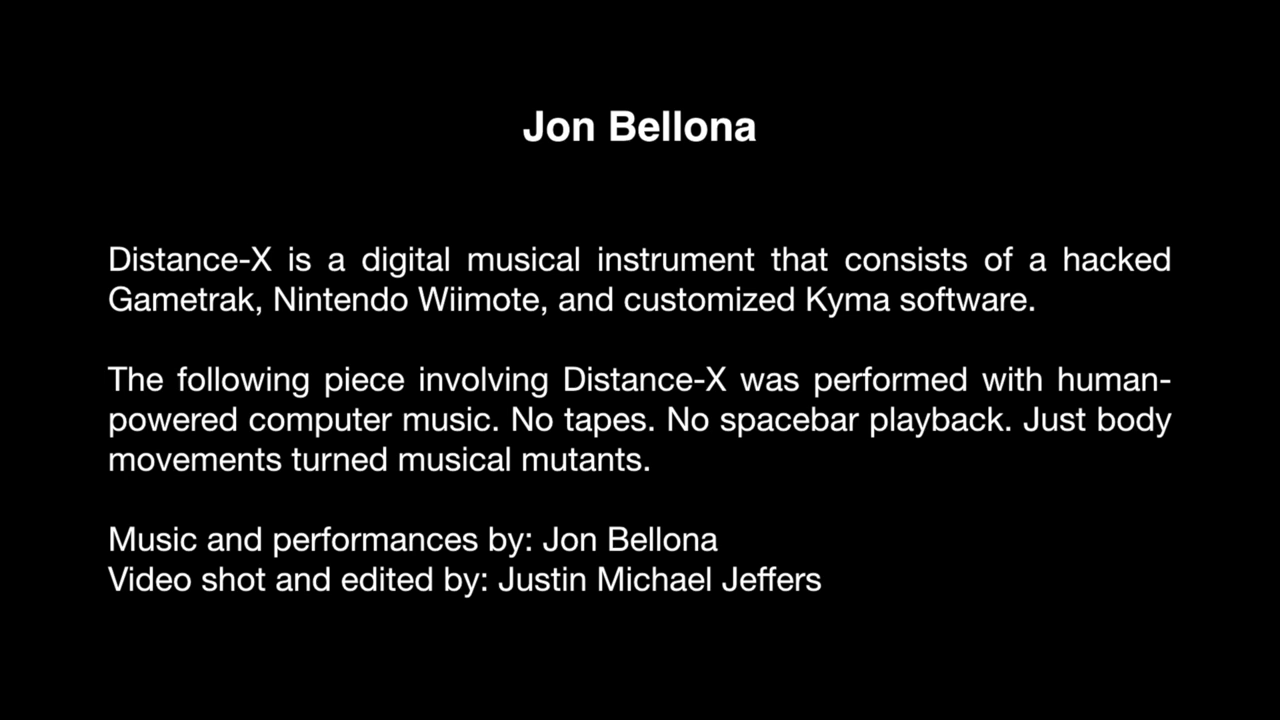 Jon Bellona
Distance-X is a digital musical instrument that consists of a hacked
Gametrak, Nintendo Wiimote, and customized Kyma software.
The following piece involving Distance-X was performed with human-
powered computer music. No tapes. No spacebar playback. Just body
movements turned musical mutants.
Music and performances by: Jon Bellona
Video shot and edited by: Justin Michael Jeffers